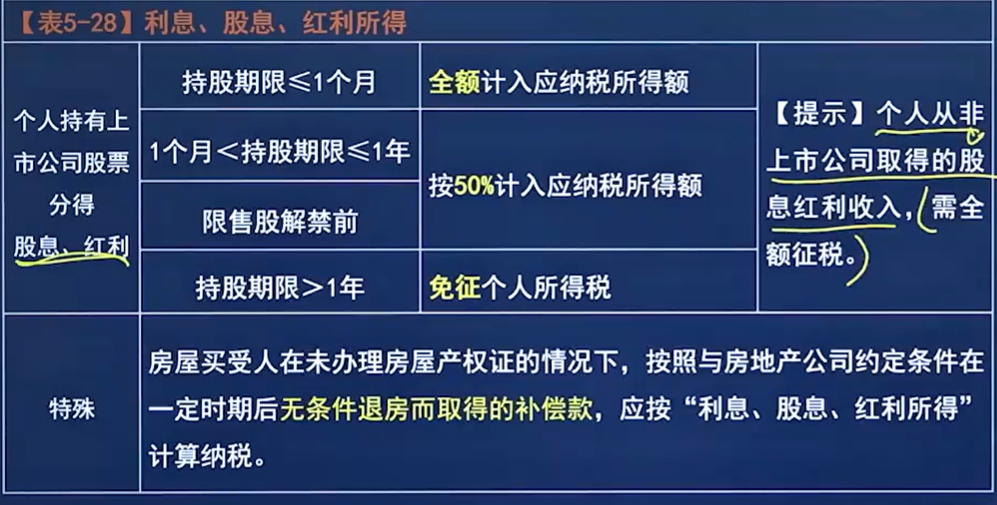 【表5-28】利息、股息、红利所得
个人持有上
市公司股票
分得
股息、红利
持股期限≤1个月
全额计入应纳税所得额
1个月＜持股期限≤1年
限售股解禁前
按50%计入应纳税所得额
持股期限＞1年
免征个人所得税
【提示】个人从非
上市公司取得的股
息红利收入，需全
额征税。
特殊
房屋买受人在未办理房屋产权证的情况下，按照与房地产公司约定条件在
一定时期后无条件退房而取得的补偿款，应按“利息、股息、红利所得”
计算纳税。